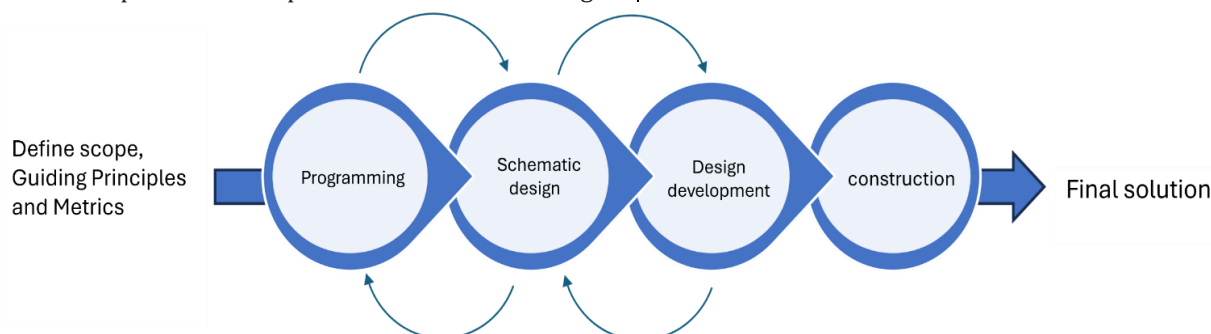 Define scope,
Guiding Principles
and Metrics
Programming
Schematic
design
Design
development
construction
Final solution